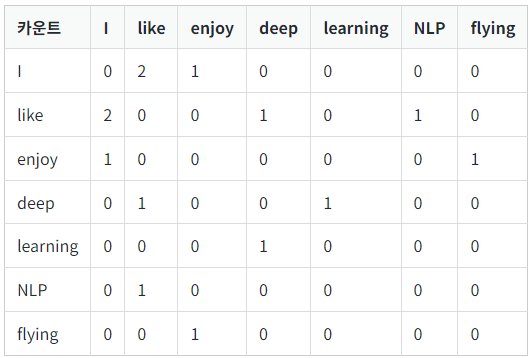 카운트 I like enjoy deep learning NLP flying
I 0 2 1 0 0 0 0
like 2 0 0 1 0 1 0
enjoy 1 0 0 0 0 0 1
deep 0 1 0 0 1 0 0
learning 0 0 0 1 0 0 0
NLP 0 1 0 0 0 0 0
flying 0 0 1 0 0 0 0